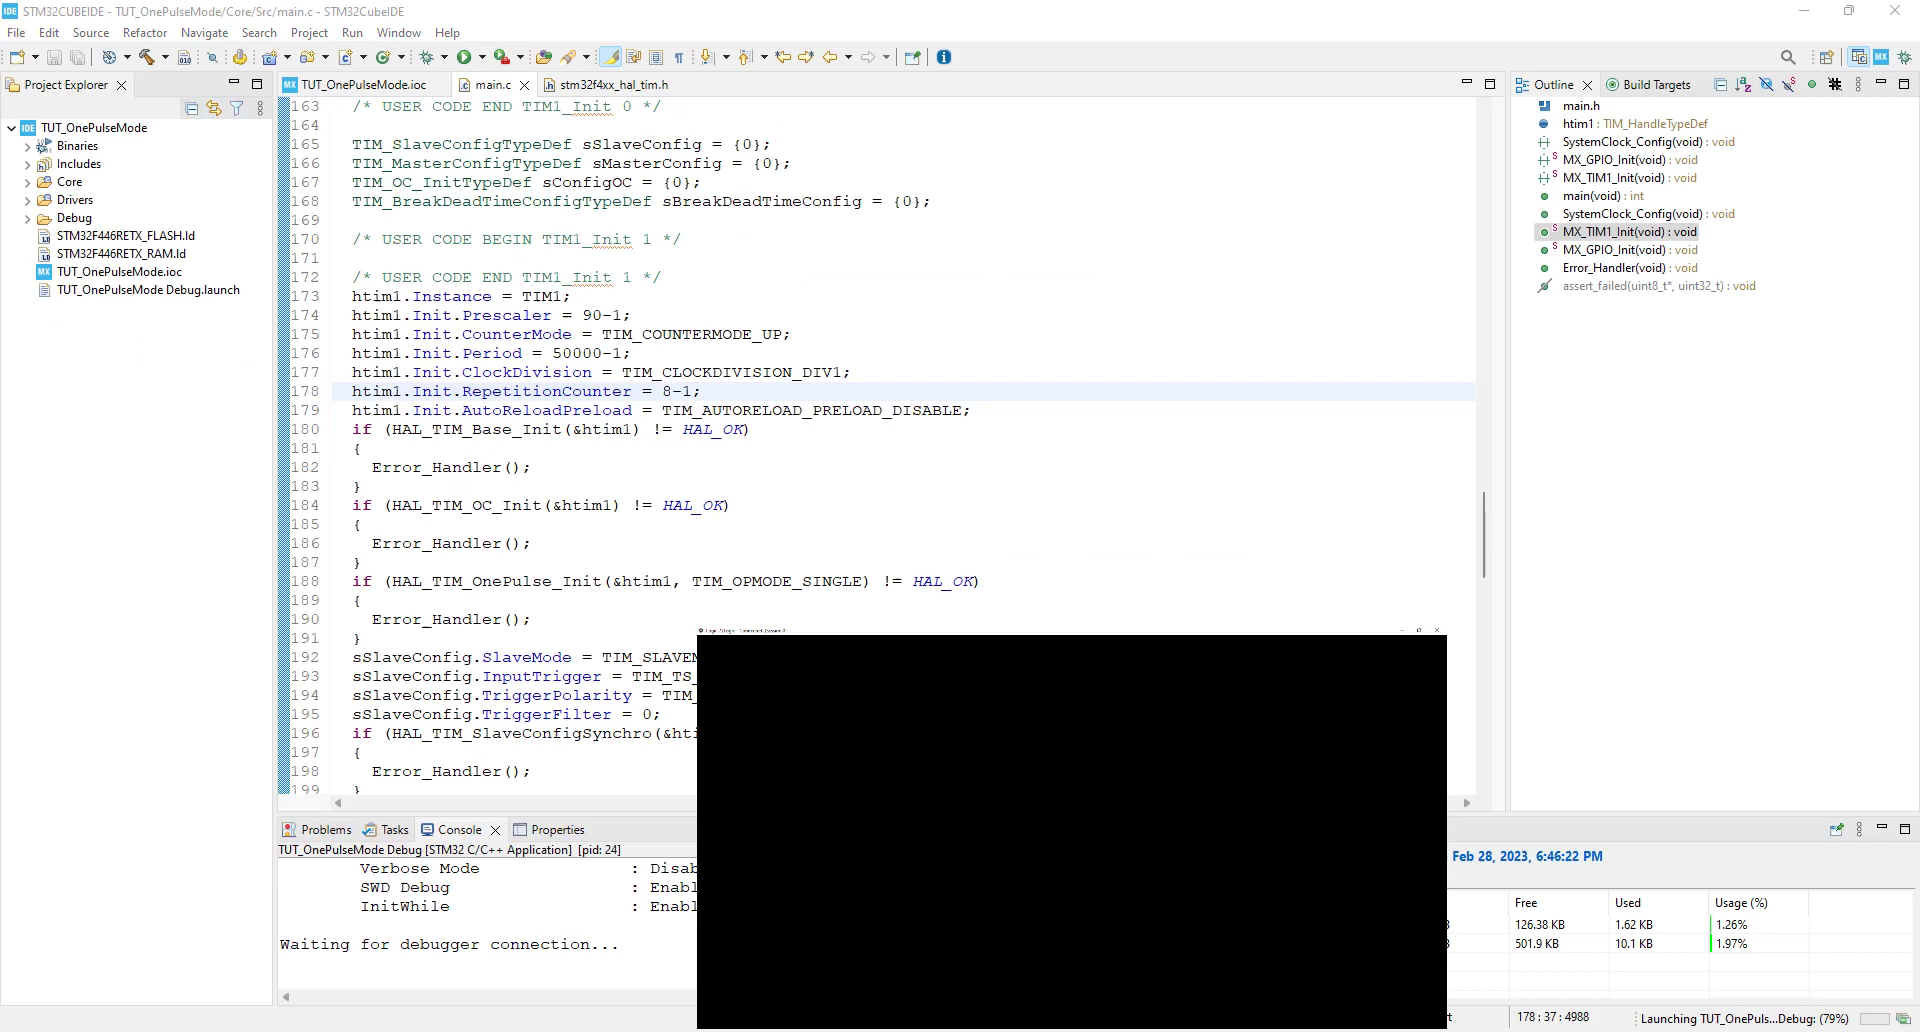 STM32CUBEIDE - TUT_OnePulseMode/Core/Src/main.c - STM32CubeIDE
File Edit Source Refactor Navigate Search Project Run Window Help
Project Explorer
TUT_OnePulseMode
Binaries
Includes
Core
Drivers
Debug
STM32F446RETX_FLASH.ld
STM32F446RETX_RAM.ld
TUT_OnePulseMode.ioc
TUT_OnePulseMode Debug.launch
TUT_OnePulseMode.ioc main.c stm32f4xx_hal_tim.h
163 /* USER CODE END TIM1_Init 0 */
164
165 TIM_SlaveConfigTypeDef sSlaveConfig = {0};
166 TIM_MasterConfigTypeDef sMasterConfig = {0};
167 TIM_OC_InitTypeDef sConfigOC = {0};
168 TIM_BreakDeadTimeConfigTypeDef sBreakDeadTimeConfig = {0};
169
170 /* USER CODE BEGIN TIM1_Init 1 */
171
172 /* USER CODE END TIM1_Init 1 */
173 htim1.Instance = TIM1;
174 htim1.Init.Prescaler = 90-1;
175 htim1.Init.CounterMode = TIM_COUNTERMODE_UP;
176 htim1.Init.Period = 50000-1;
177 htim1.Init.ClockDivision = TIM_CLOCKDIVISION_DIV1;
178 htim1.Init.RepetitionCounter = 8-1;
179 htim1.Init.AutoReloadPreload = TIM_AUTORELOAD_PRELOAD_DISABLE;
180 if (HAL_TIM_Base_Init(&htim1) != HAL_OK)
181 {
182 Error_Handler();
183 }
184 if (HAL_TIM_OC_Init(&htim1) != HAL_OK)
185 {
186 Error_Handler();
187 }
188 if (HAL_TIM_OnePulse_Init(&htim1, TIM_OPMODE_SINGLE) != HAL_OK)
189 {
190 Error_Handler();
191 }
192 sSlaveConfig.SlaveMode = TIM_SLAVEM
193 sSlaveConfig.InputTrigger = TIM_TS_
194 sSlaveConfig.TriggerPolarity = TIM_
195 sSlaveConfig.TriggerFilter = 0;
196 if (HAL_TIM_SlaveConfigSynchro(&hti
197 {
198 Error_Handler();
199 }
Outline Build Targets
main.h
htim1 : TIM_HandleTypeDef
SystemClock_Config(void) : void
MX_GPIO_Init(void) : void
MX_TIM1_Init(void) : void
main(void) : int
SystemClock_Config(void) : void
MX_TIM1_Init(void) : void
MX_GPIO_Init(void) : void
Error_Handler(void) : void
assert_failed(uint8_t*, uint32_t) : void
Problems Tasks Console Properties
TUT_OnePulseMode Debug [STM32 C/C++ Application] [pid: 24]
Verbose Mode : Disab
SWD Debug : Enabl
InitWhile : Enabl
Waiting for debugger connection...
Feb 28, 2023, 6:46:22 PM
Free Used Usage (%)
126.38 KB 1.62 KB 1.26%
501.9 KB 10.1 KB 1.97%
178 : 37 : 4988
Launching TUT_OnePuls...Debug: (79%)